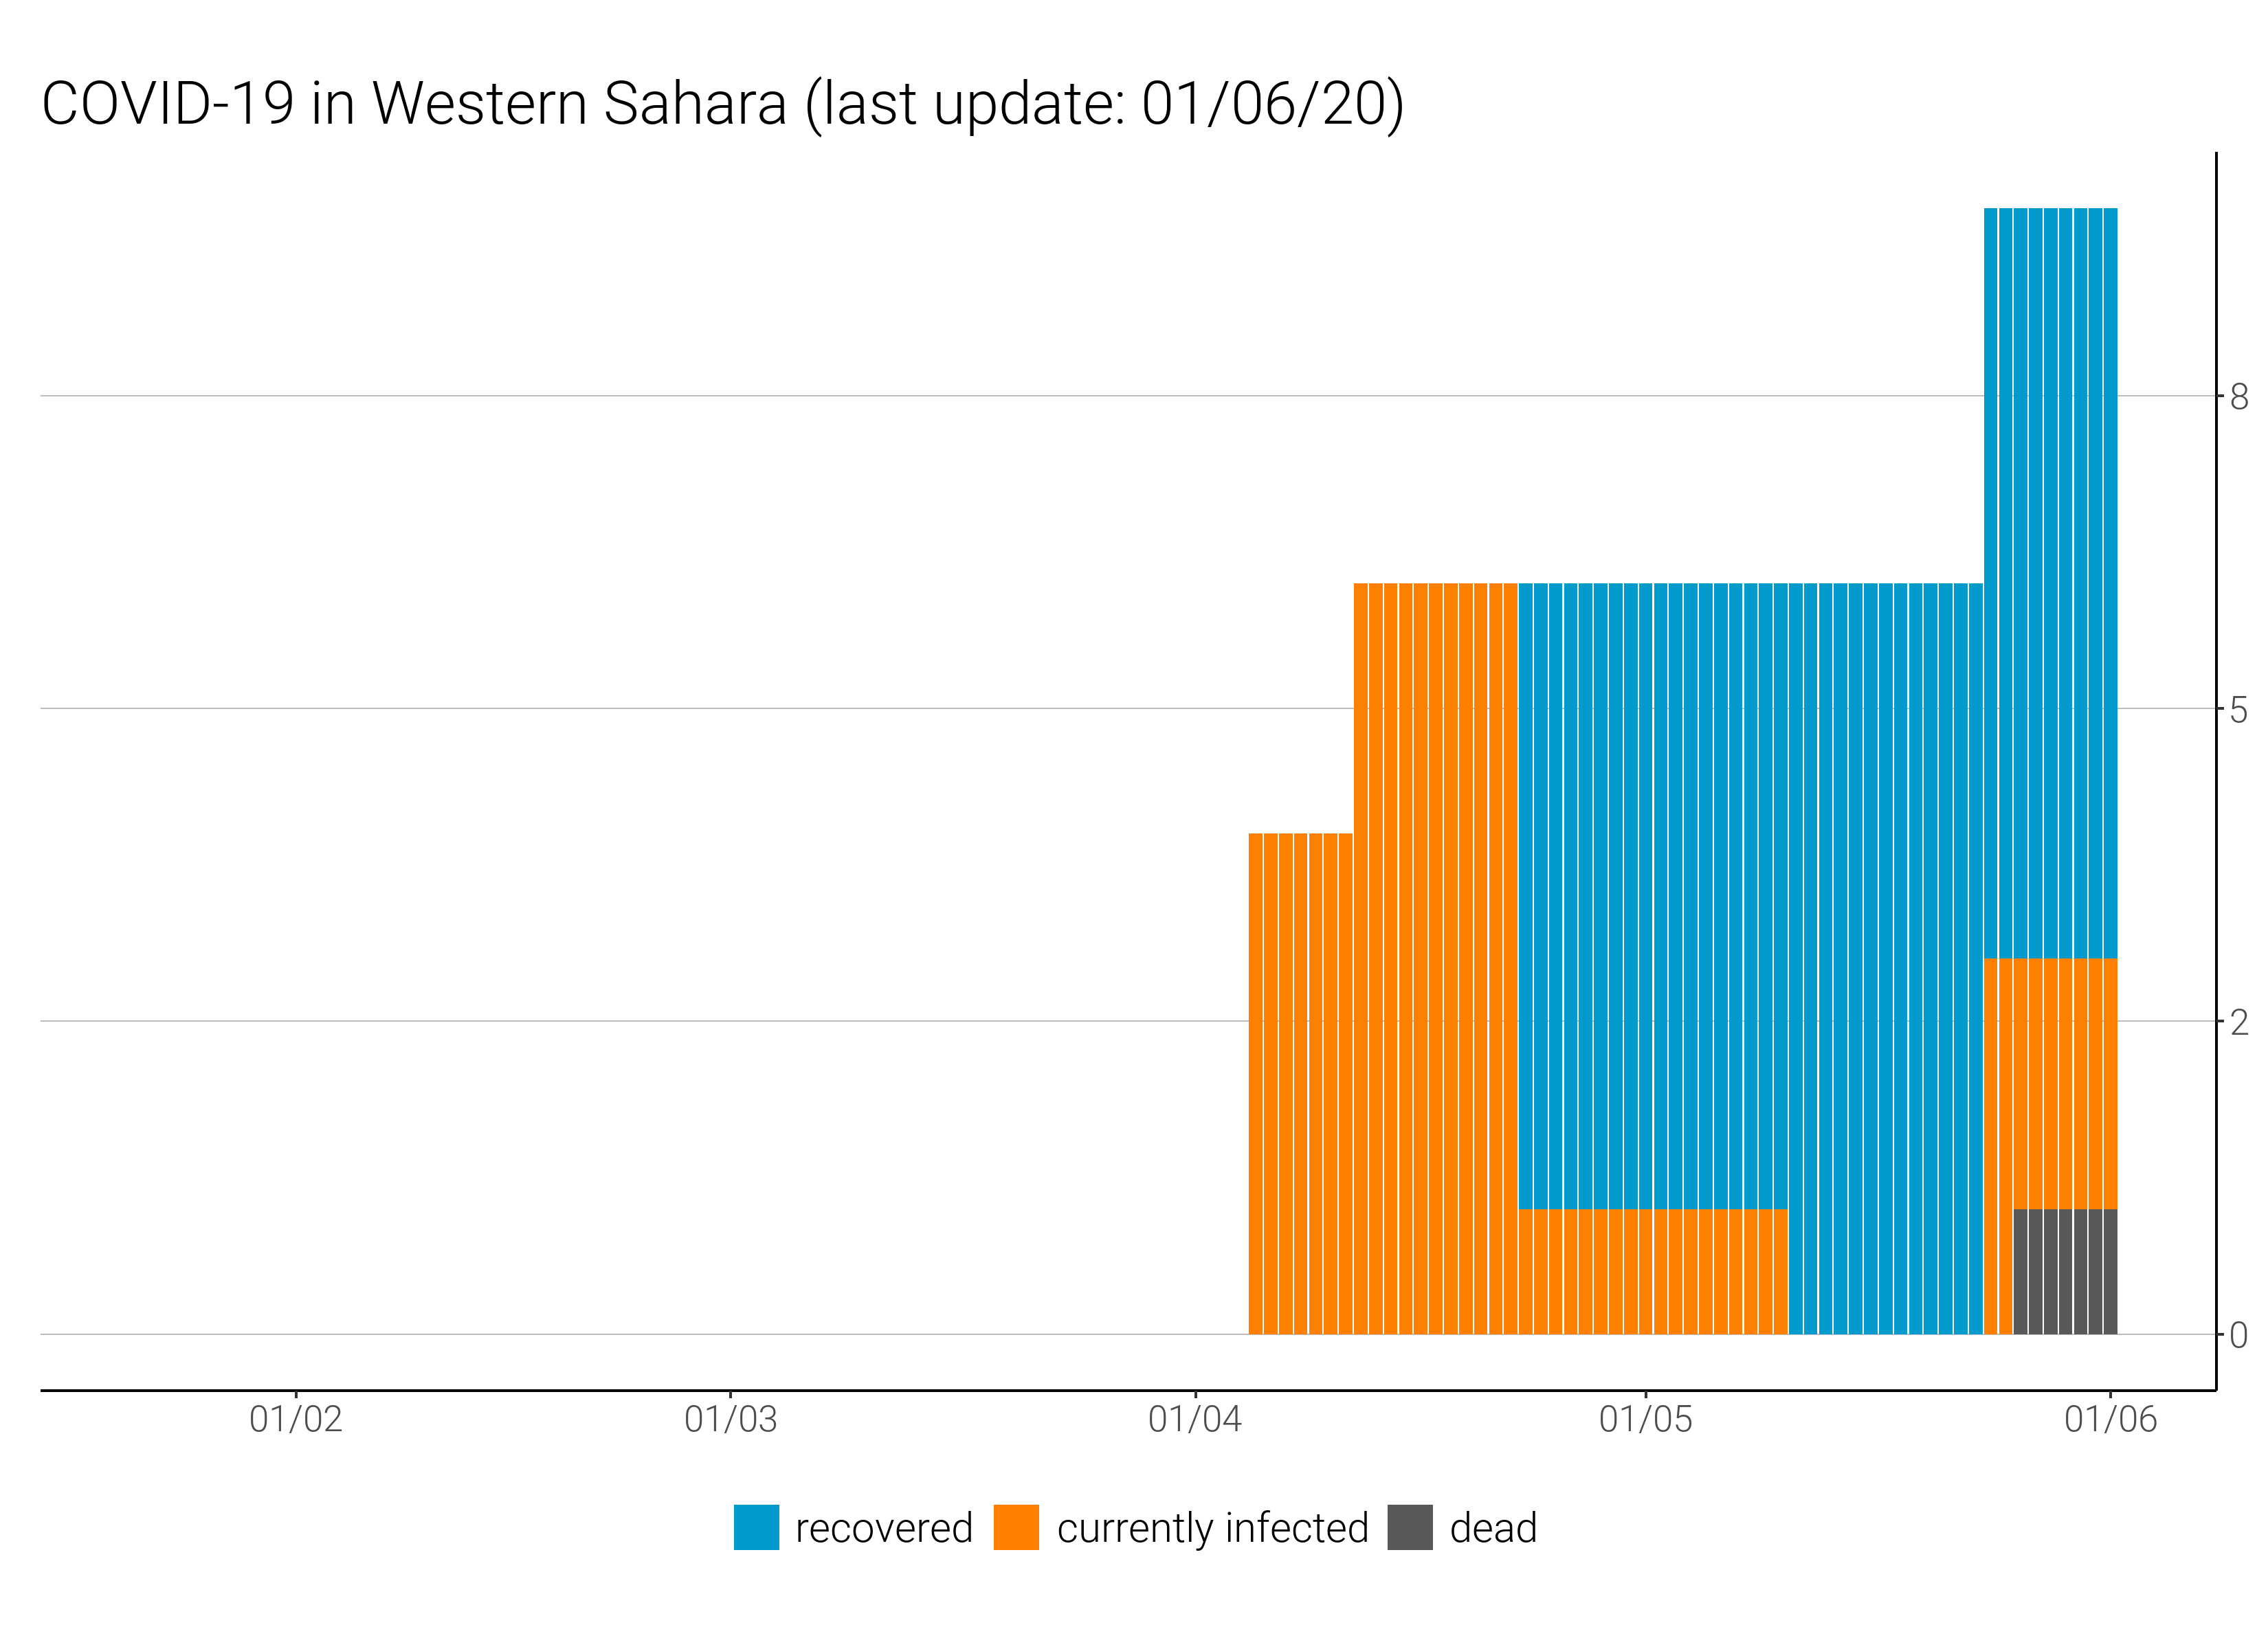 COVID-19 in Western Sahara (last update: 01/06/20)
8
5
2
0
01/02 01/03 01/04 01/05 01/06
recovered currently infected dead